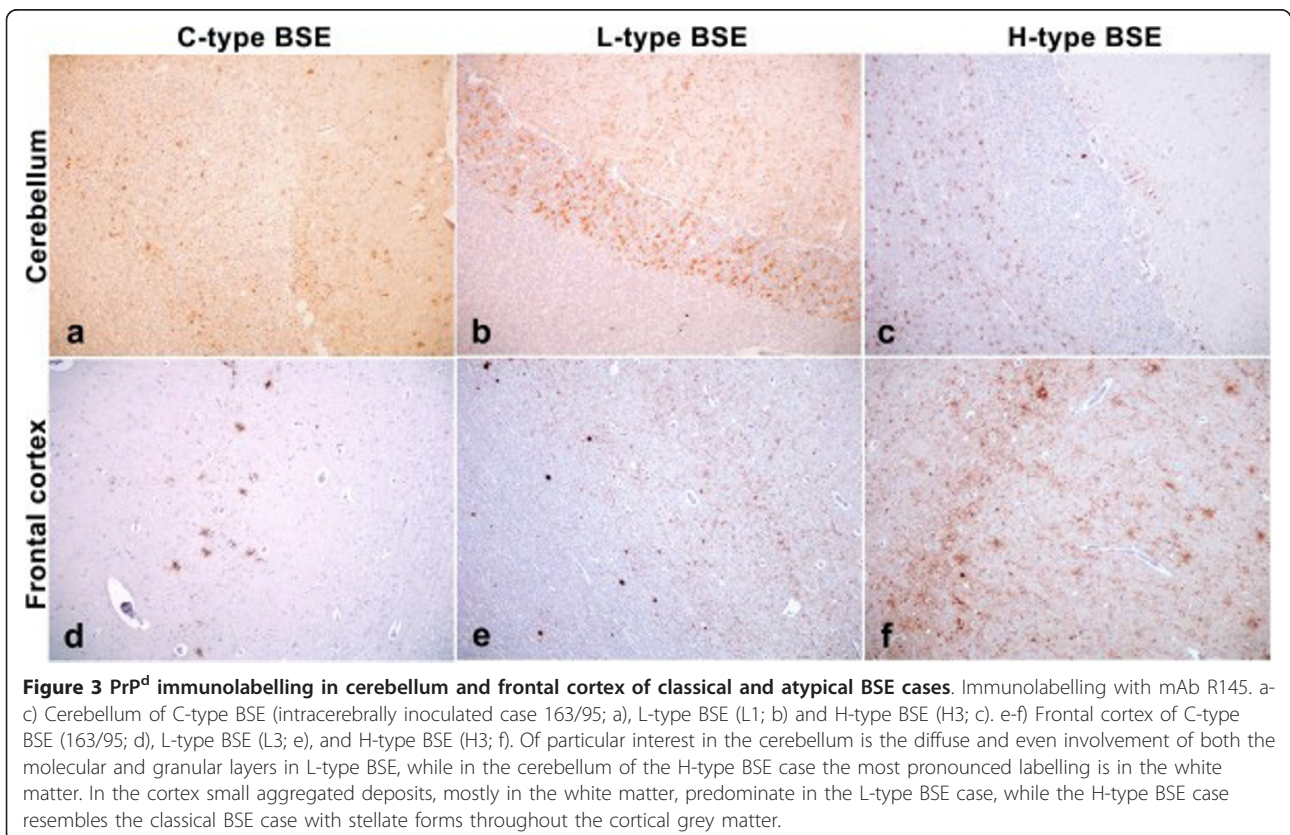 C-type BSE L-type BSE H-type BSE
Cerebellum
a b c
Frontal cortex
d e f
Figure 3 PrPd immunolabelling in cerebellum and frontal cortex of classical and atypical BSE cases. Immunolabelling with mAb R145. a-
c) Cerebellum of C-type BSE (intracerebrally inoculated case 163/95; a), L-type BSE (L1; b) and H-type BSE (H3; c). e-f) Frontal cortex of C-type
BSE (163/95; d), L-type BSE (L3; e), and H-type BSE (H3; f). Of particular interest in the cerebellum is the diffuse and even involvement of both the
molecular and granular layers in L-type BSE, while in the cerebellum of the H-type BSE case the most pronounced labelling is in the white
matter. In the cortex small aggregated deposits, mostly in the white matter, predominate in the L-type BSE case, while the H-type BSE case
resembles the classical BSE case with stellate forms throughout the cortical grey matter.